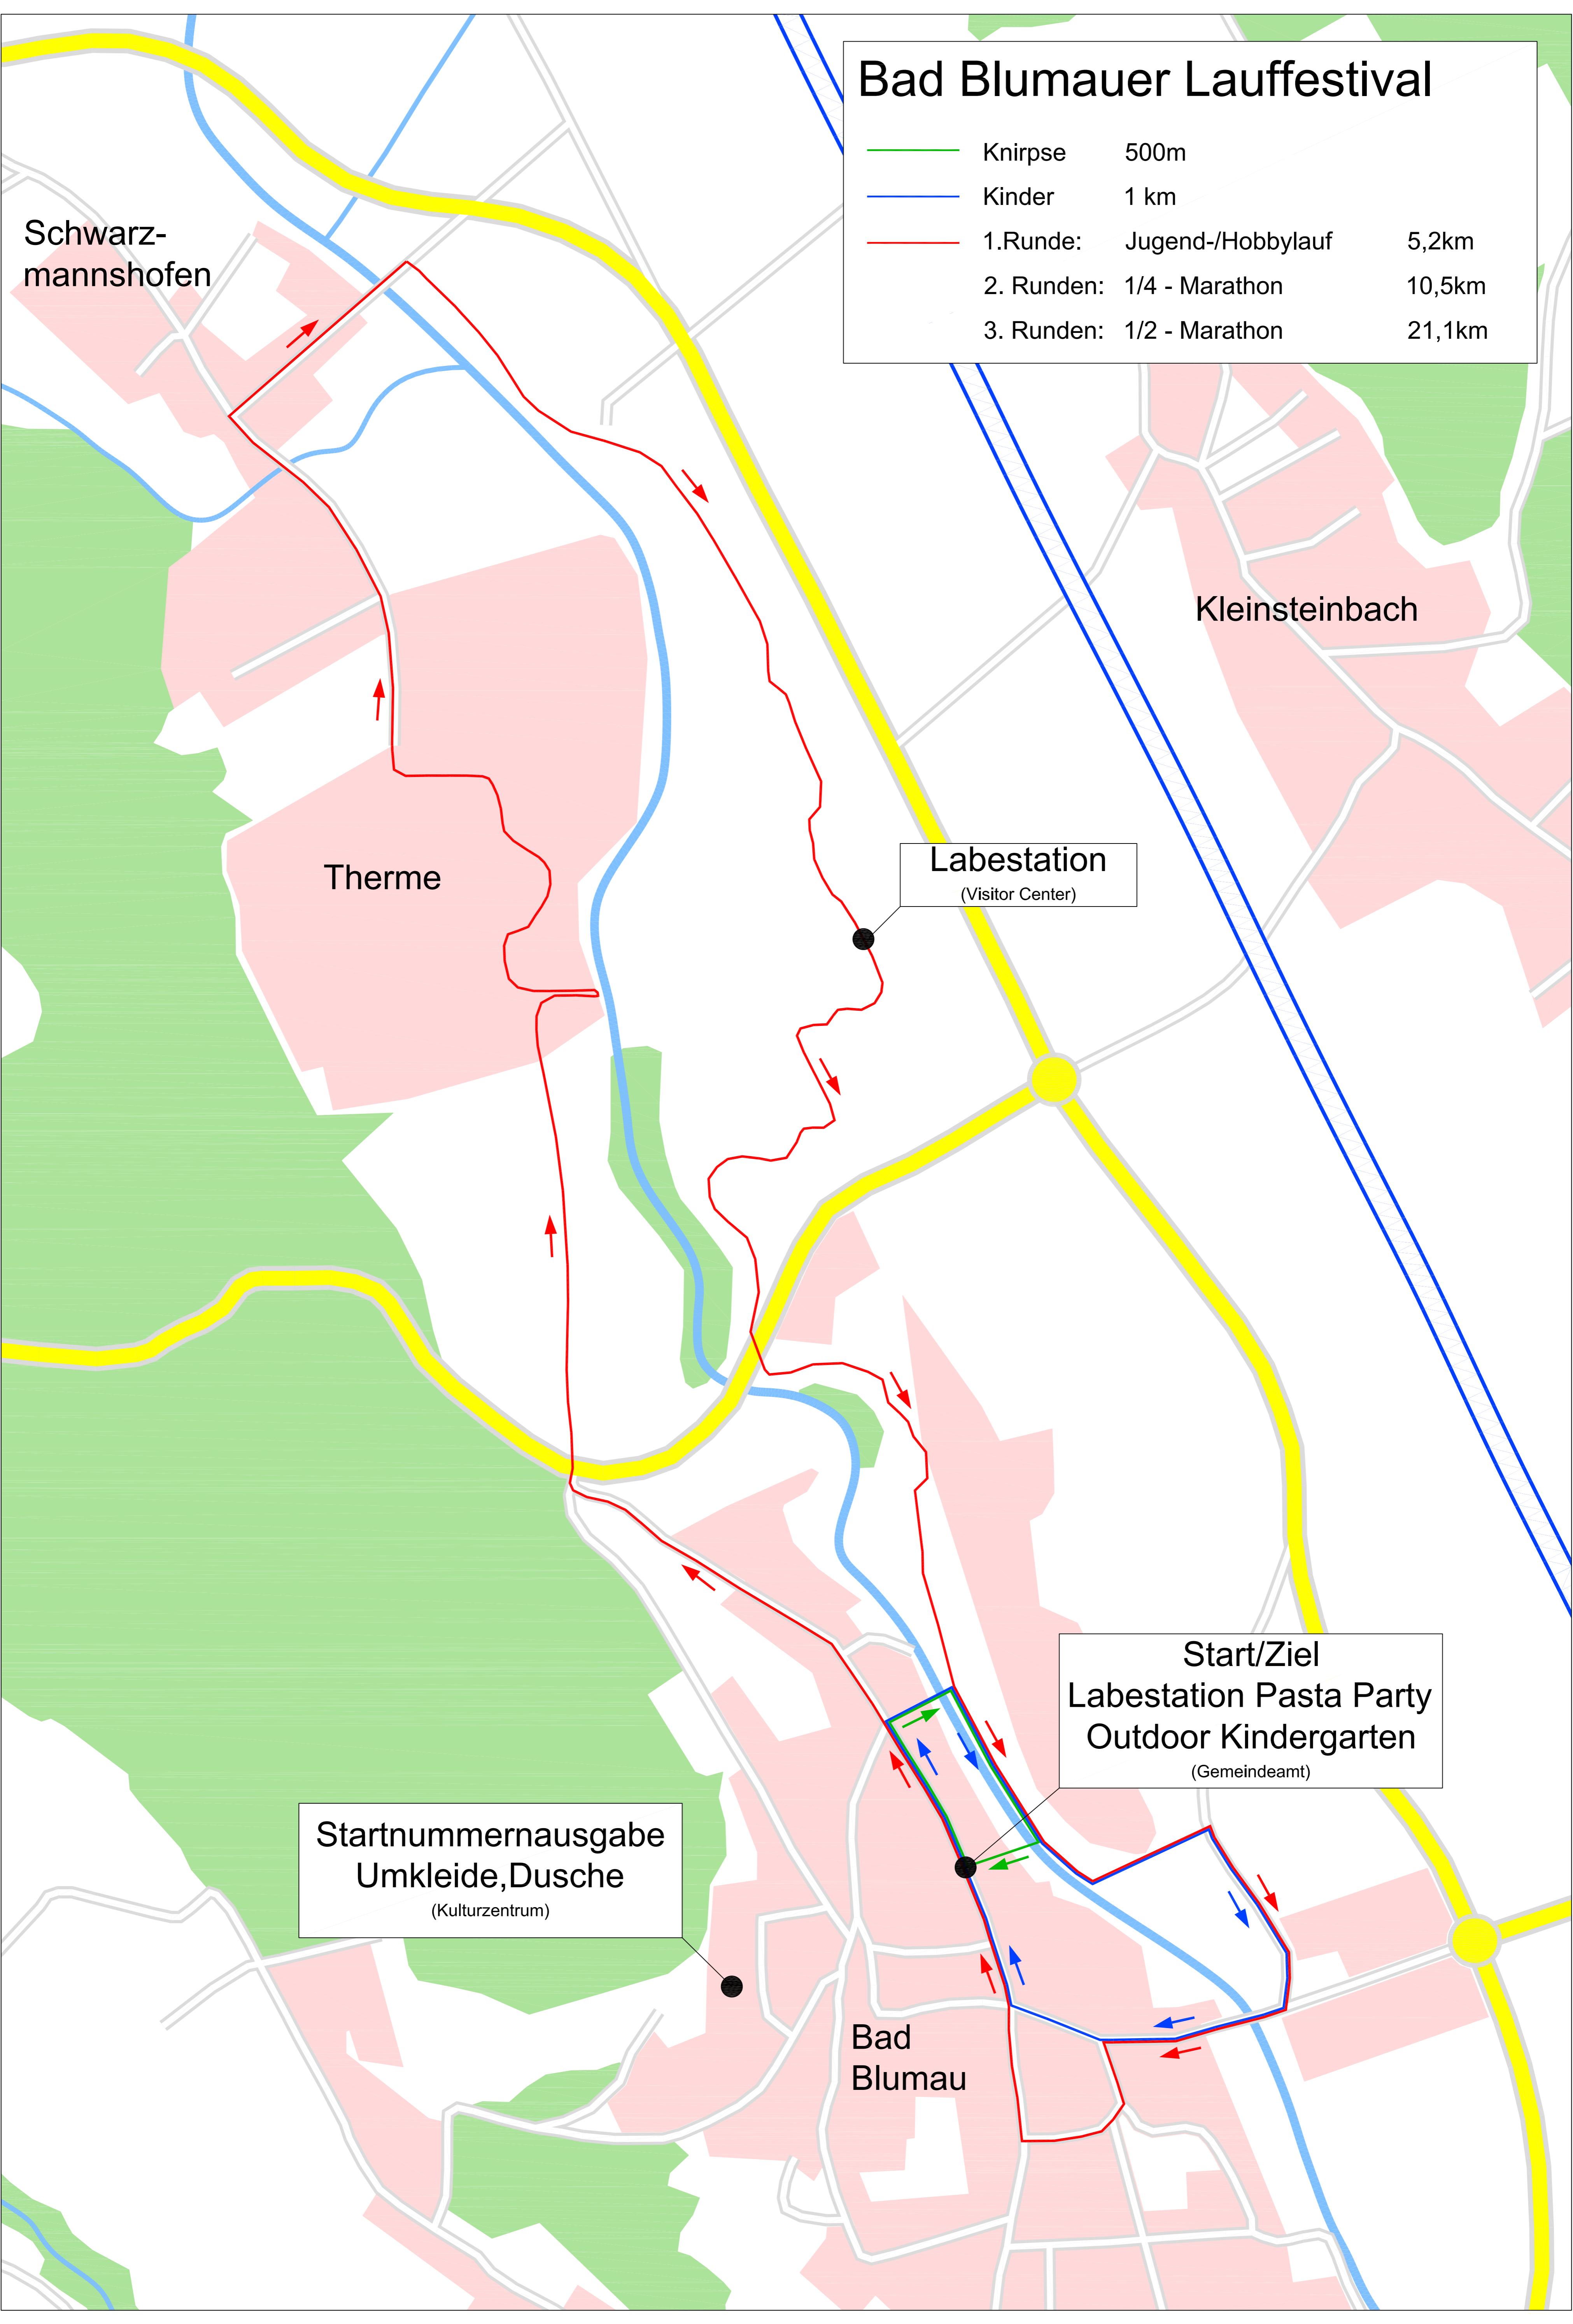 Bad Blumauer Lauffestival
Knirpse 500m
Kinder 1 km
1.Runde: Jugend-/Hobbylauf 5,2km
2. Runden: 1/4 - Marathon 10,5km
3. Runden: 1/2 - Marathon 21,1km
Schwarz-
mannshofen
Kleinsteinbach
Labestation
(Visitor Center)
Therme
Start/Ziel
Labestation Pasta Party
Outdoor Kindergarten
(Gemeindeamt)
Startnummernausgabe
Umkleide,Dusche
(Kulturzentrum)
Bad
Blumau